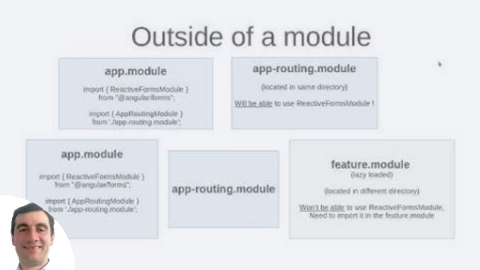 Outside of a module
app.module
import { ReactiveFormsModule }
from "@angular/forms";
import { AppRoutingModule }
from './app-routing.module';
app-routing.module
(located in same directory)
Will be able to use ReactiveFormsModule !
app.module
import { ReactiveFormsModule }
from "@angular/forms";
import { AppRoutingModule }
from './app-routing.module';
app-routing.module
feature.module
(lazy loaded)
(located in different directory)
Won't be able to use ReactiveFormsModule,
Need to import it in the feature.module